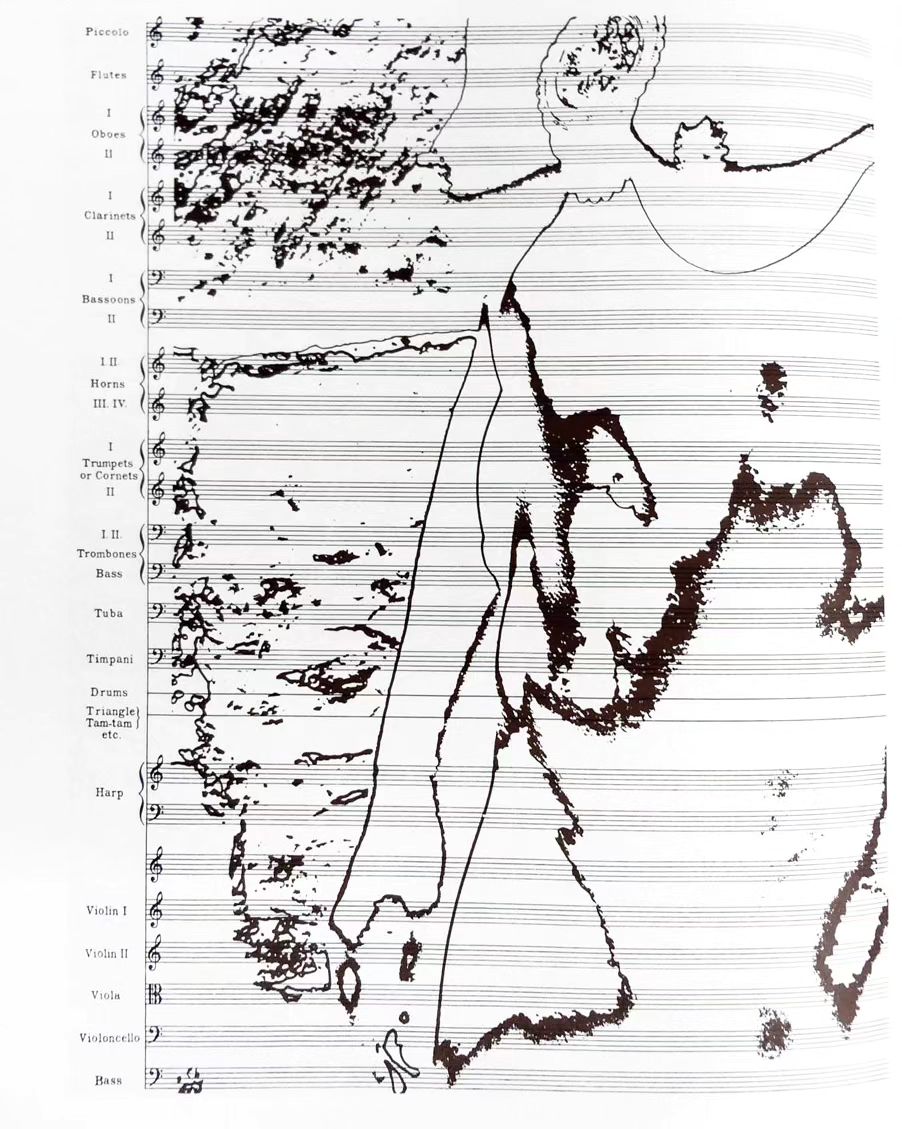 Piccolo
Flutes
I
Oboes
II
I
Clarinets
II
I
Bassoons
II
I. II
Horns
III. IV.
I
Trumpets
or Cornets
II
I. II.
Trombones
Bass
Tuba
Timpani
Drums
Triangle
Tam-tam
etc.
Harp
Violin I
Violin II
Viola
Violoncello
Bass